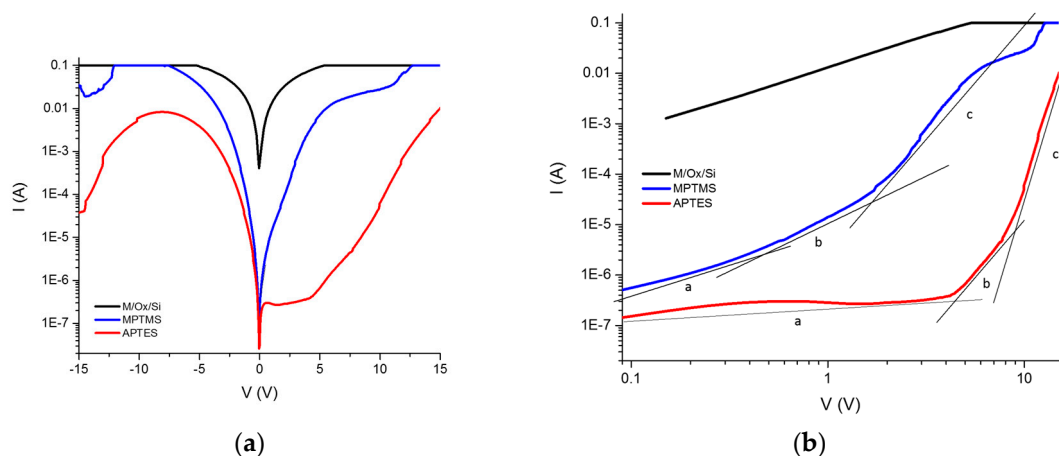 0.1
0.01
1E-3
1E-4
1E-5
1E-6
1E-7
I (A)
M/Ox/Si
MPTMS
APTES
-15
-10
-5
0
5
10
15
V (V)
(a)
0.1
0.01
1E-3
1E-4
1E-5
1E-6
1E-7
I (A)
M/Ox/Si
MPTMS
APTES
c
c
b
a
b
a
0.1
1
10
V (V)
(b)